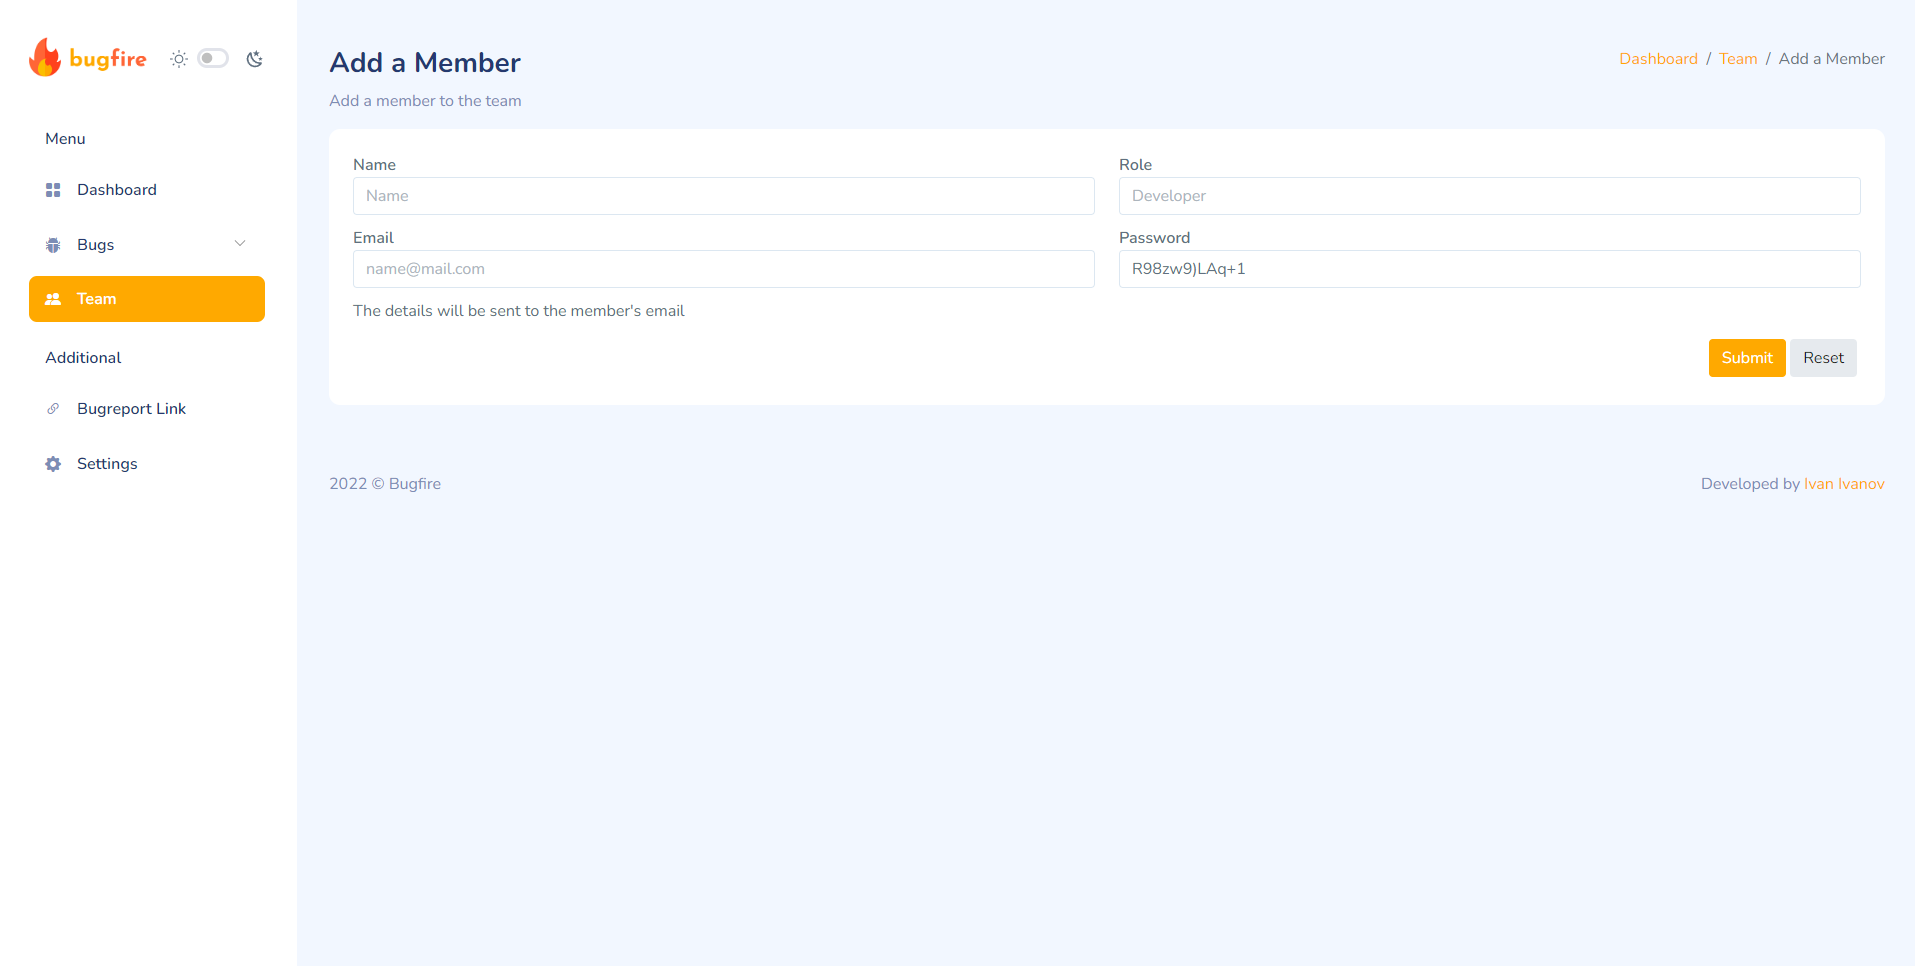 bugfire
Menu
Dashboard
Bugs
Team
Additional
Bugreport Link
Settings
Add a Member
Add a member to the team
Dashboard / Team / Add a Member
Name
Name
Role
Developer
Email
name@mail.com
Password
R98zw9)LAq+1
The details will be sent to the member's email
Submit
Reset
2022 © Bugfire
Developed by Ivan Ivanov